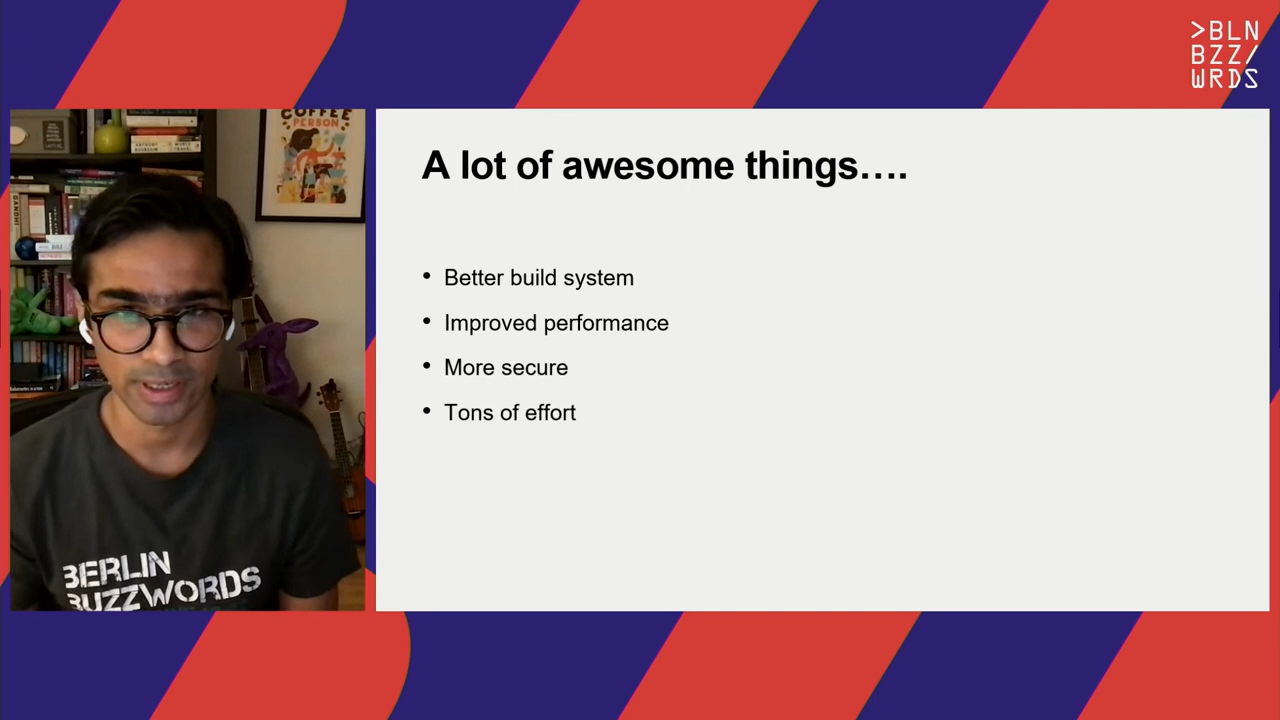 >BLN
BZZ/
WRDS
COFFEE
PERSON
GANDHI
A lot of awesome things….
• Better build system
• Improved performance
• More secure
• Tons of effort
BERLIN
BUZZWORDS